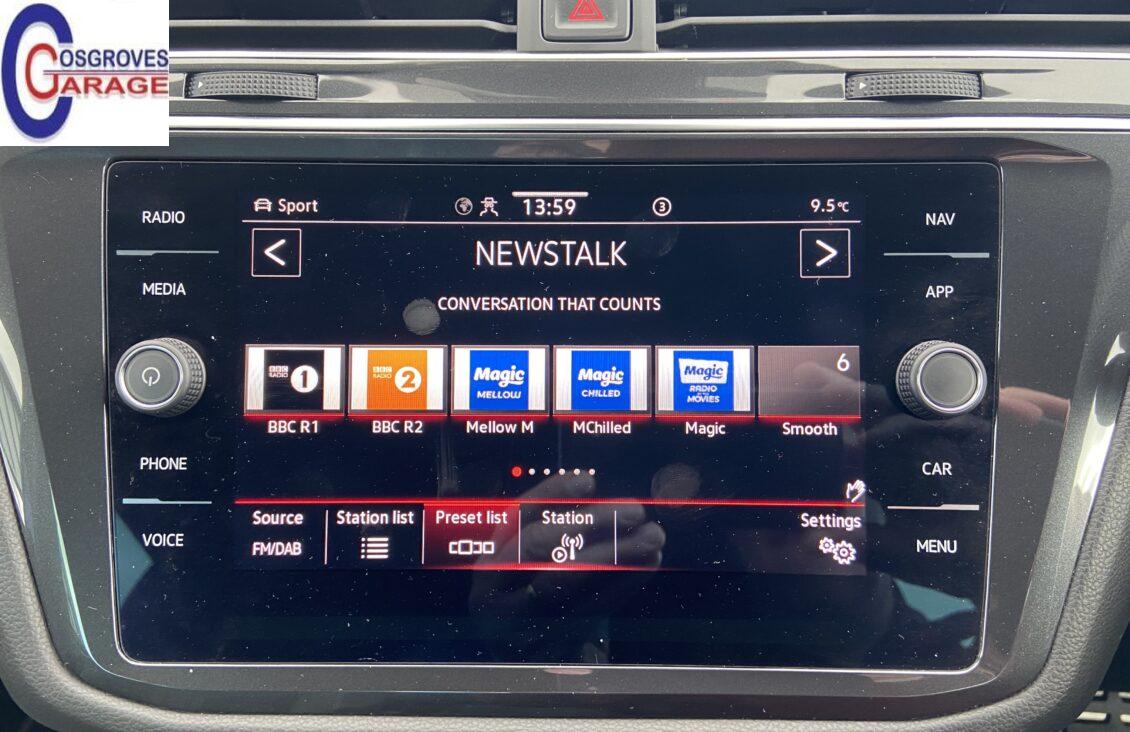 COSGROVES
GARAGE
RADIO
MEDIA
PHONE
VOICE
Sport
13:59
3
9.5°C
<
NEWSTALK
>
CONVERSATION THAT COUNTS
BBC
RADIO
1
BBC
RADIO
2
Magic
MELLOW
Magic
CHILLED
Magic
RADIO
MOVIES
6
BBC R1
BBC R2
Mellow M
MChilled
Magic
Smooth
Source
FM/DAB
Station list
Preset list
Station
Settings
NAV
APP
CAR
MENU